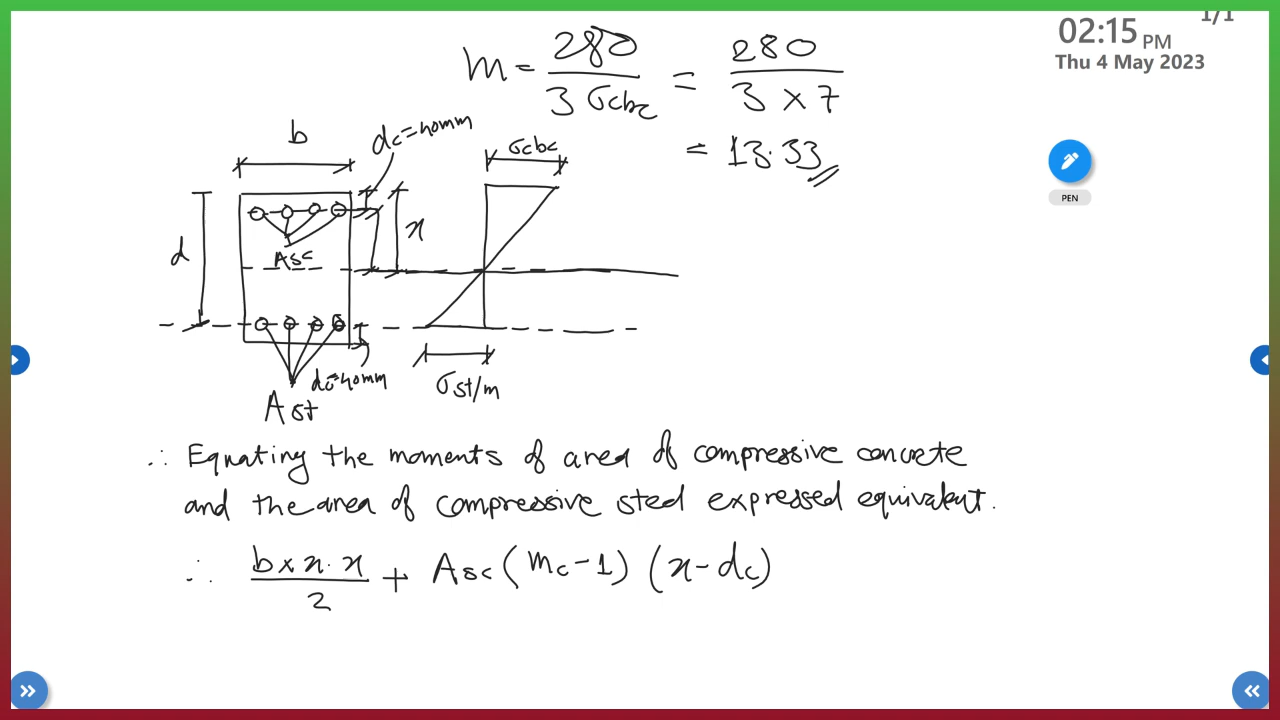 1/1
02:15 PM
Thu 4 May 2023
PEN
m = 280 / 3 σcbc = 280 / 3 × 7
= 13.33
b
dc=40mm
σcbc
d
x
Asc
dc=40mm
σst/m
Ast
∴ Equating the moments of area of compressive concrete
and the area of compressive steel expressed equivalent.
∴ b × x · x / 2 + Asc (mc - 1) (x - dc)